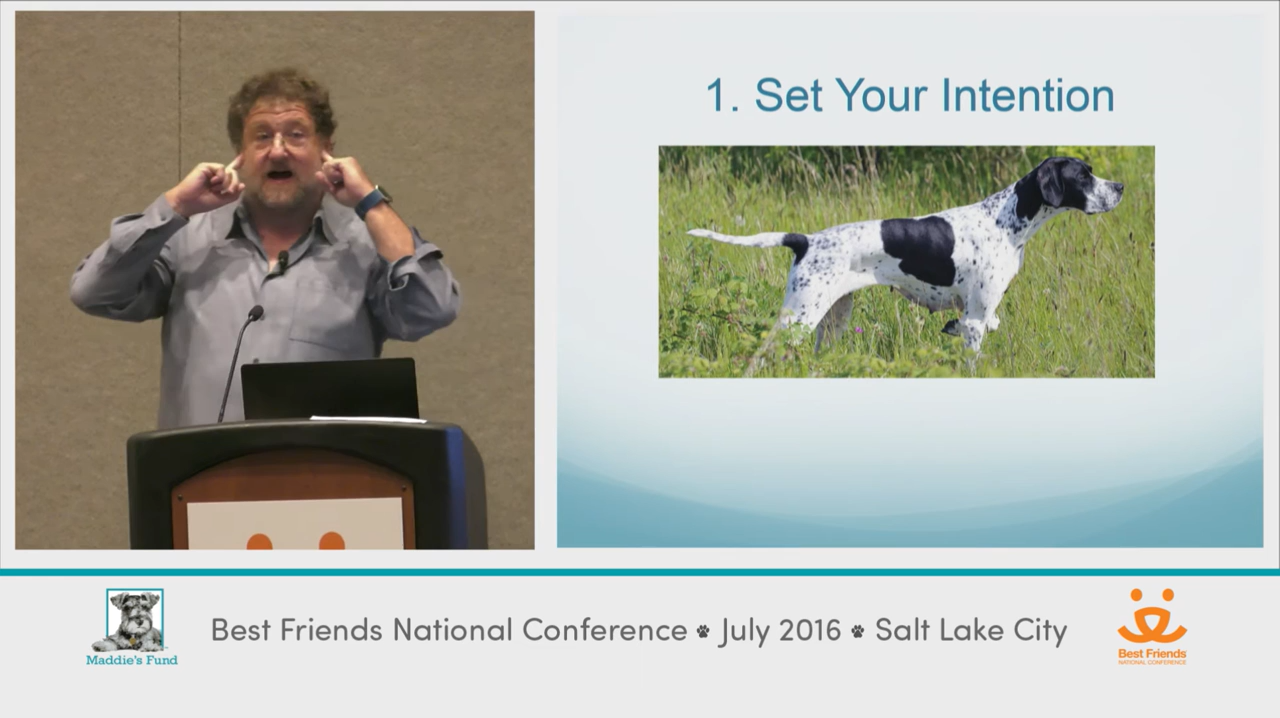 1. Set Your Intention
Maddie's Fund
Best Friends National Conference July 2016 Salt Lake City
Best Friends
NATIONAL CONFERENCE